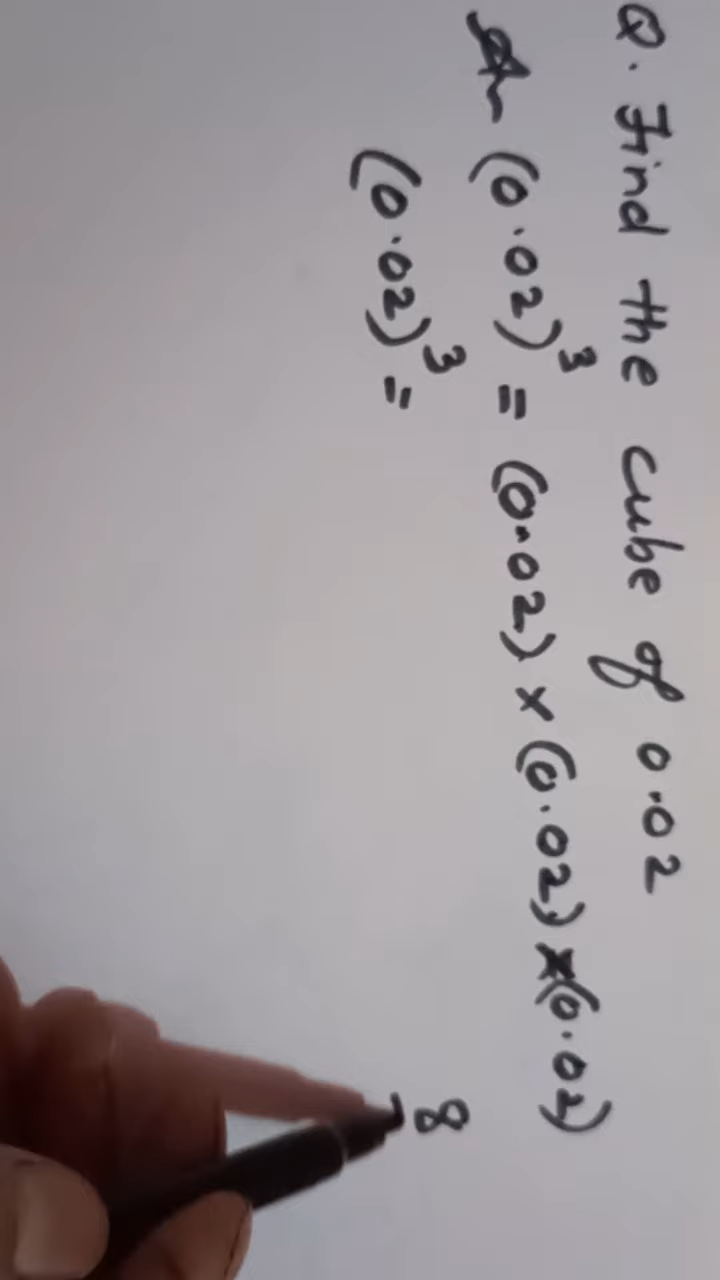 Q. Find the cube of 0.02
(0.02)³ = (0.02) × (0.02) × (0.02)
(0.02)³ = 8